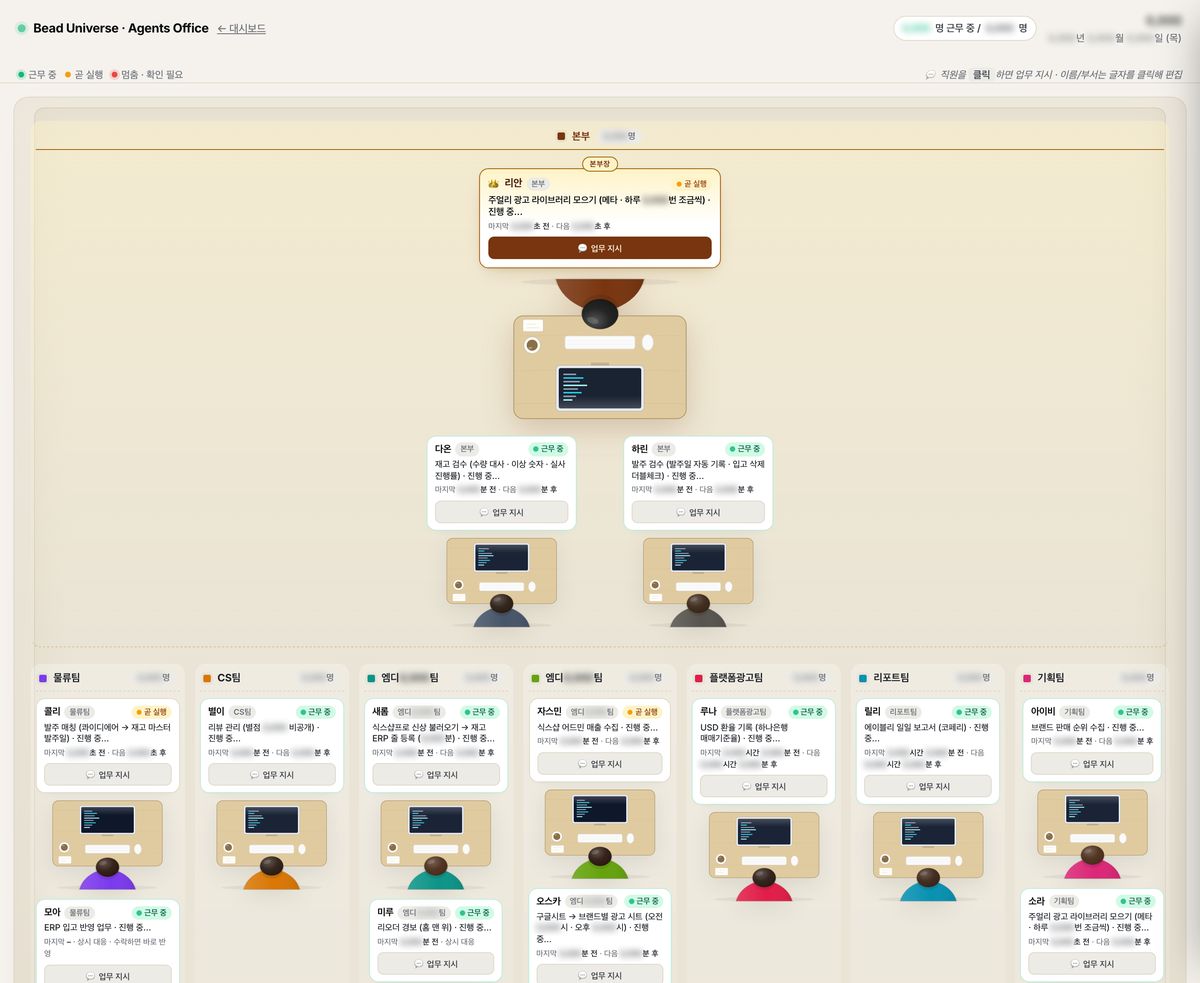 Bead Universe · Agents Office ← 대시보드
명 근무 중 / 명
년 월 일 (목)
근무 중 곧 실행 멈춤 · 확인 필요
직원을 클릭 하면 업무 지시 · 이름/부서는 글자를 클릭해 편집
본부 명
본부장
리안 본부 곧 실행
주얼리 광고 라이브러리 모으기 (메타 · 하루 번 조금씩) ·
진행 중...
마지막 초 전 · 다음 초 후
업무 지시
다온 본부 근무 중
재고 검수 (수량 대사 · 이상 숫자 · 실사
진행률) · 진행 중...
마지막 분 전 · 다음 분 후
업무 지시
하린 본부 근무 중
발주 검수 (발주일 자동 기록 · 입고 삭제
더블체크) · 진행 중...
마지막 분 전 · 다음 분 후
업무 지시
물류팀 명
콜리 물류팀 곧 실행
발주 매칭 (콰이디에어 → 재고 마스터
발주일) · 진행 중...
마지막 초 전 · 다음 초 후
업무 지시
모아 물류팀 근무 중
ERP 입고 반영 업무 · 진행 중...
마지막 – · 상시 대응 · 수락하면 바로 반
영
업무 지시
CS팀 명
별이 CS팀 근무 중
리뷰 관리 (별점 비공개) ·
진행 중...
마지막 분 전 · 다음 분 후
업무 지시
엠디 팀 명
새롬 엠디 팀 근무 중
식스샵프로 신상 불러오기 → 재고
ERP 줄 등록 ( 분) · 진행 중...
마지막 분 전 · 다음 분 후
업무 지시
미루 엠디 팀 근무 중
리오더 경보 (홈 맨 위) · 진행 중...
마지막 분 전 · 상시 대응
업무 지시
엠디 팀 명
자스민 엠디 팀 곧 실행
식스샵 어드민 매출 수집 · 진행 중...
마지막 분 전 · 다음 분 후
업무 지시
오스카 엠디 팀 근무 중
구글시트 → 브랜드별 광고 시트 (오전
시 · 오후 시) · 진행
중...
마지막 분 전 · 다음 분 후
업무 지시
플랫폼광고팀 명
루나 플랫폼광고팀 근무 중
USD 환율 기록 (하나은행
매매기준율) · 진행 중...
마지막 시간 분 전 · 다음
시간 분 후
업무 지시
리포트팀 명
릴리 리포트팀 근무 중
에이블리 일일 보고서 (코페리) · 진행
중...
마지막 시간 분 전 · 다음
시간 분 후
업무 지시
기획팀 명
아이비 기획팀 근무 중
브랜드 판매 순위 수집 · 진행 중...
마지막 분 전 · 다음 분 후
업무 지시
소라 기획팀 근무 중
주얼리 광고 라이브러리 모으기 (메타
· 하루 번 조금씩) · 진행 중...
마지막 초 전 · 다음 분 후
업무 지시